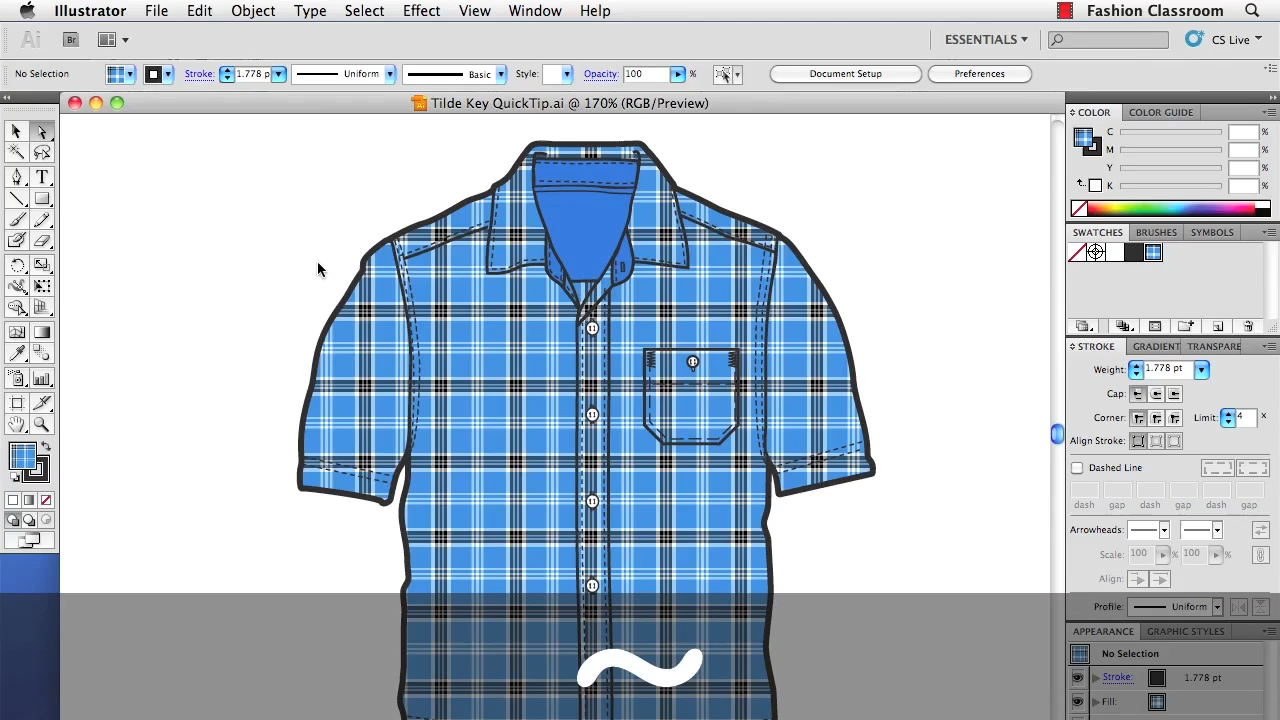 Illustrator File Edit Object Type Select Effect View Window Help Fashion Classroom
Ai Br ESSENTIALS CS Live
No Selection Stroke: 1.778 p Uniform Basic Style: Opacity: 100 % Document Setup Preferences
Tilde Key QuickTip.ai @ 170% (RGB/Preview)
COLOR COLOR GUIDE
C %
M %
Y %
K %
SWATCHES BRUSHES SYMBOLS
STROKE GRADIENT TRANSPARE
Weight: 1.778 pt
Cap:
Corner: Limit: 4 x
Align Stroke:
Dashed Line
dash gap dash gap dash gap
Arrowheads:
Scale: 100 % 100 %
Align:
Profile: Uniform
APPEARANCE GRAPHIC STYLES
No Selection
Stroke: 1.778 pt
Fill:
~